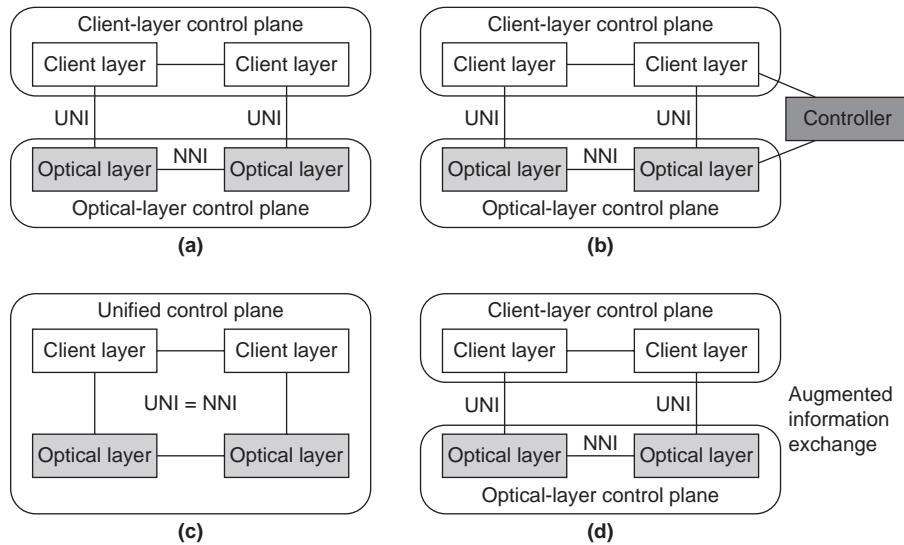 Client-layer control plane
Client layer
Client layer
UNI
UNI
Optical layer
NNI
Optical layer
Optical-layer control plane
(a)
Client-layer control plane
Client layer
Client layer
UNI
UNI
Controller
Optical layer
NNI
Optical layer
Optical-layer control plane
(b)
Unified control plane
Client layer
Client layer
UNI = NNI
Optical layer
Optical layer
(c)
Client-layer control plane
Client layer
Client layer
UNI
UNI
Augmented
information
exchange
Optical layer
NNI
Optical layer
Optical-layer control plane
(d)